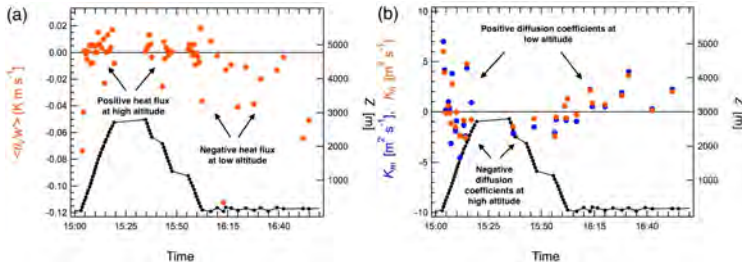 (a)
0.02
0.00
-0.02
-0.04
-0.06
-0.08
-0.10
-0.12
(K m s⁻¹)
Positive heat flux
at high altitude
Negative heat flux
at low altitude
5000
4000
3000
2000
1000
0
Z [m]
15:00
15:25
15:50
16:15
16:40
Time
(b)
10
5
0
-5
-10
Kₘ [m² s⁻¹], Kₕ [m² s⁻¹]
Positive diffusion coefficients at
low altitude
Negative
diffusion
coefficients at
high altitude
5000
4000
3000
2000
1000
0
Z [m]
15:00
15:25
15:50
16:15
16:40
Time